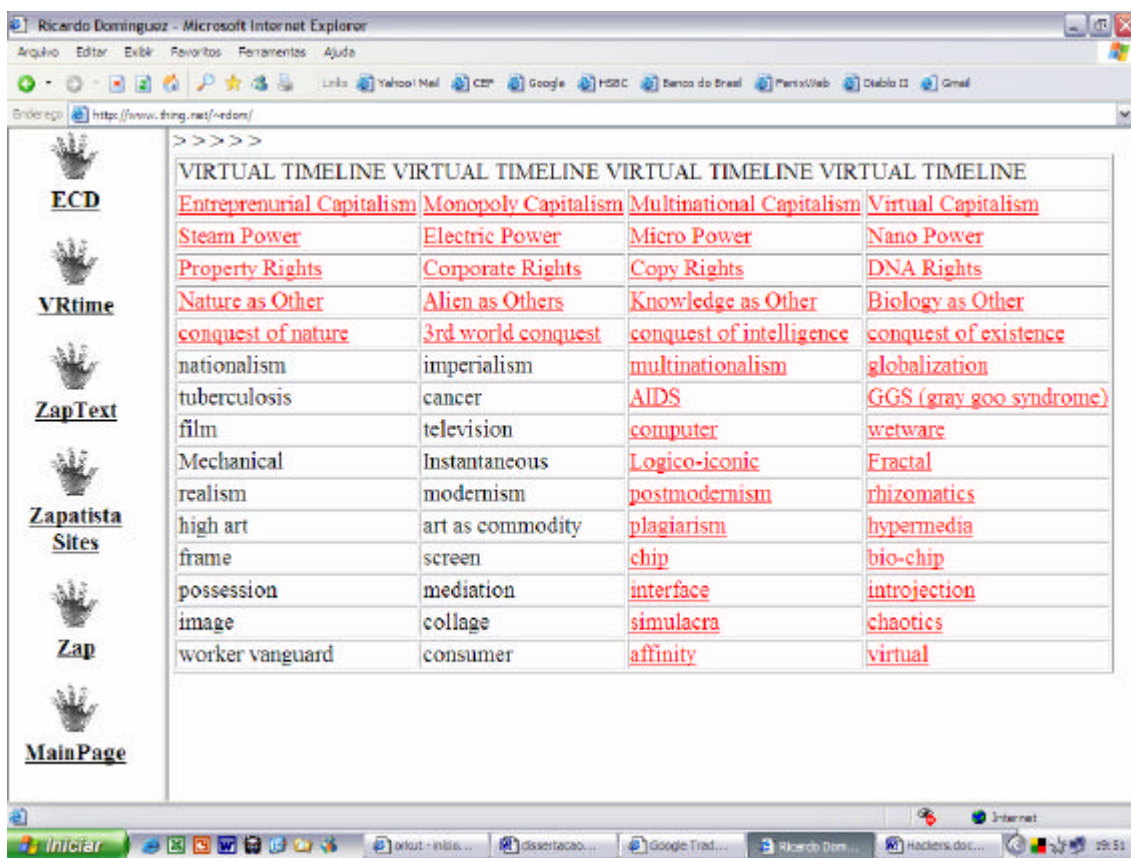 Ricardo Dominguez - Microsoft Internet Explorer
Arquivo Editar Exibir Favoritos Ferramentas Ajuda
Links Yahoo! Mail CEF Google HSBC Banco do Brasil FenixWeb Diablo II Gmail
Endereço http://www.thing.net/~rdom/
ECD
VRtime
ZapText
Zapatista
Sites
Zap
MainPage
> > > > >
VIRTUAL TIMELINE VIRTUAL TIMELINE VIRTUAL TIMELINE VIRTUAL TIMELINE
Entreprenurial Capitalism Monopoly Capitalism Multinational Capitalism Virtual Capitalism
Steam Power Electric Power Micro Power Nano Power
Property Rights Corporate Rights Copy Rights DNA Rights
Nature as Other Alien as Others Knowledge as Other Biology as Other
conquest of nature 3rd world conquest conquest of intelligence conquest of existence
nationalism imperialism multinationalism globalization
tuberculosis cancer AIDS GGS (gray goo syndrome)
film television computer wetware
Mechanical Instantaneous Logico-iconic Fractal
realism modernism postmodernism rhizomatics
high art art as commodity plagiarism hypermedia
frame screen chip bio-chip
possession mediation interface introjection
image collage simulacra chaotics
worker vanguard consumer affinity virtual
Internet
Iniciar orkut - inicia... dissertacao... Google Trad... Ricardo Dom... Hackers.doc... 19:51